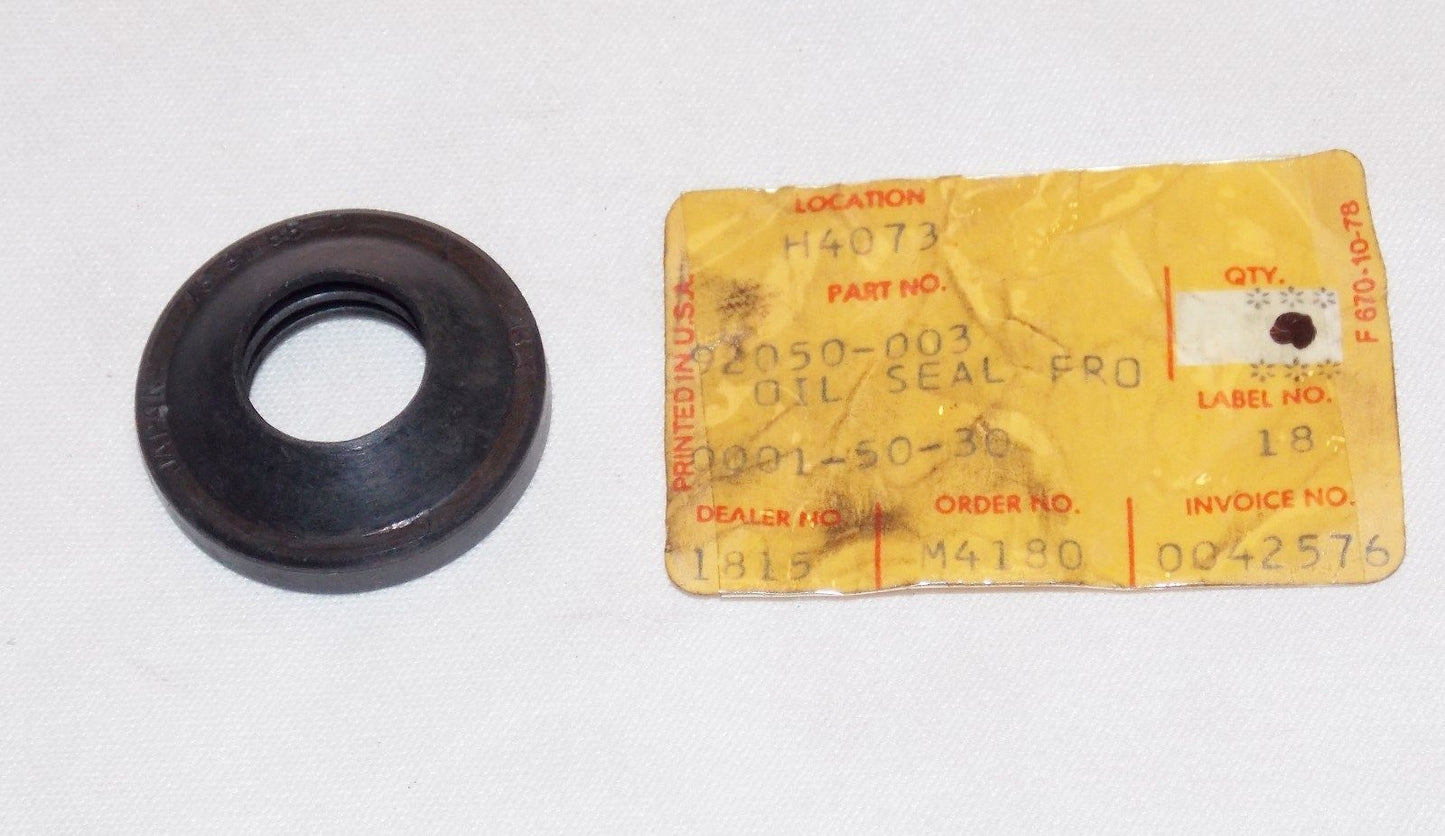 LOCATION
H4073
PART NO.
92050-003
OIL SEAL FRO
0001-50-30
QTY.
***
***
LABEL NO.
18
DEALER NO.
1815
ORDER NO.
M4180
INVOICE NO.
0042576
PRINTED IN U.S.A.
F 670-10-78
JAPAN